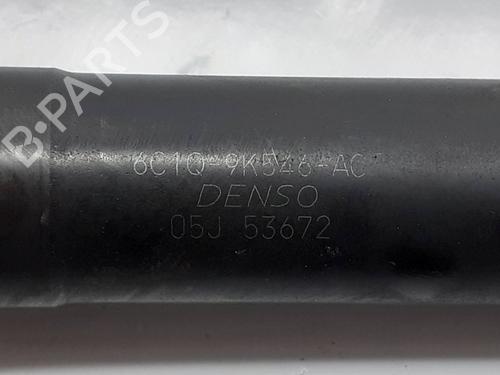 B-PARTS
6C1Q-9K546-AC
DENSO
05J 53672